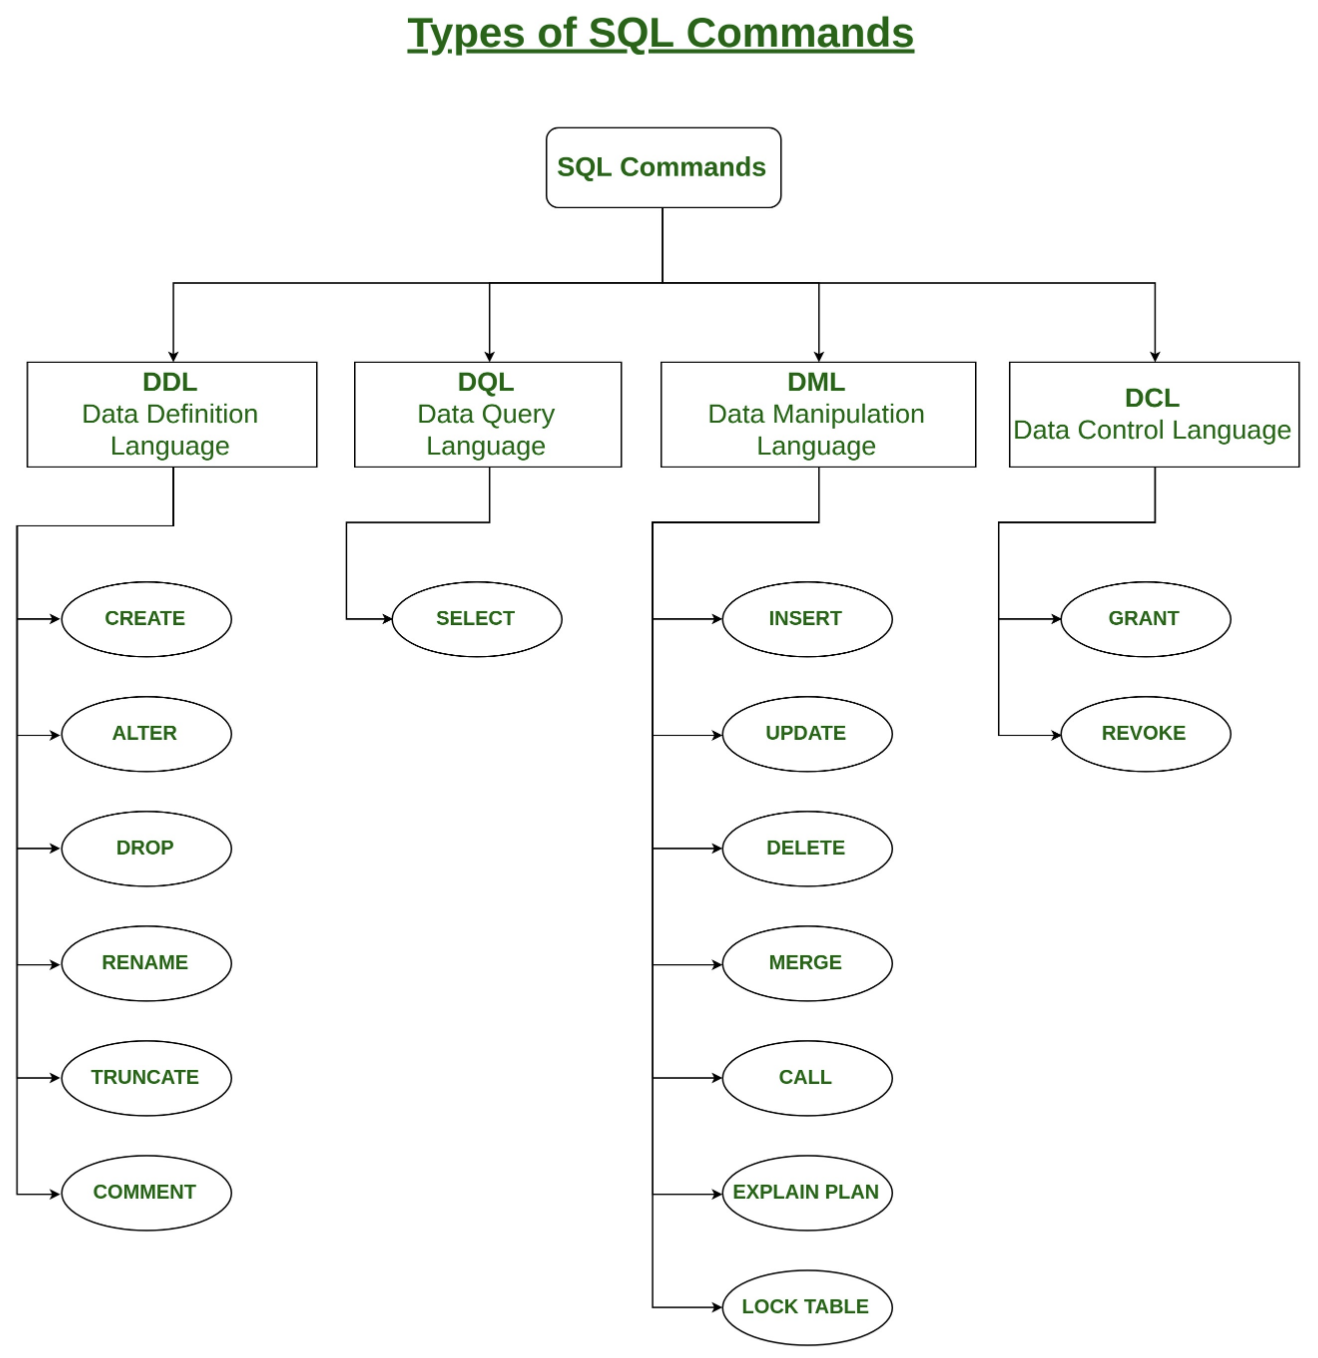 Types of SQL Commands
SQL Commands
DDL
Data Definition
Language
DQL
Data Query
Language
DML
Data Manipulation
Language
DCL
Data Control Language
CREATE
ALTER
DROP
RENAME
TRUNCATE
COMMENT
SELECT
INSERT
UPDATE
DELETE
MERGE
CALL
EXPLAIN PLAN
LOCK TABLE
GRANT
REVOKE